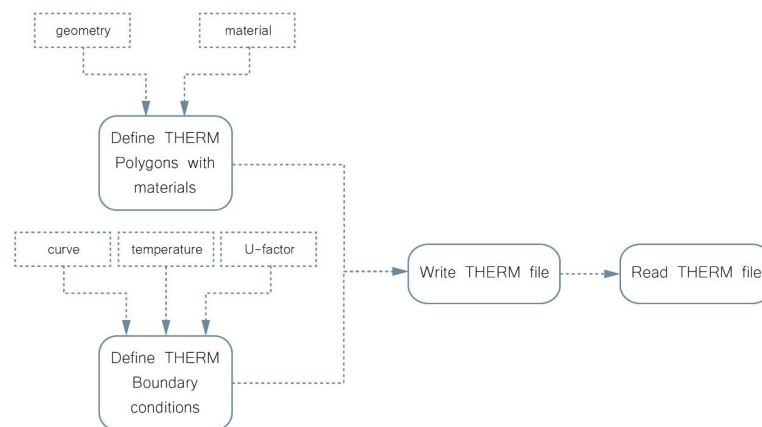 geometry
material
Define THERM
Polygons with
materials
curve
temperature
U-factor
Write THERM file
Read THERM file
Define THERM
Boundary
conditions